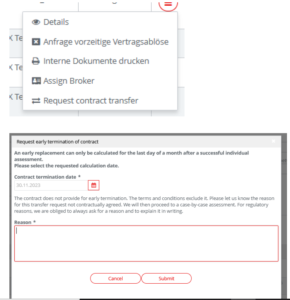 Details
< Te
Anfrage vorzeitige Vertragsablöse
Interne Dokumente drucken
< Te
Assign Broker
< Te
Request contract transfer
Request early termination of contract
An early replacement can only be calculated for the last day of a month after a successful individual
assessment.
Please select the requested calculation date.
Contract termination date *
30.11.2023
The contract does not provide for early termination. The terms and conditions exclude it. Please let us know the reason
for this transfer request not contractually agreed. We will then proceed to a case-by-case assessment. For regulatory
reasons, we are obliged to always ask for a reason and to explain it in writing.
Reason *
Cancel
Submit